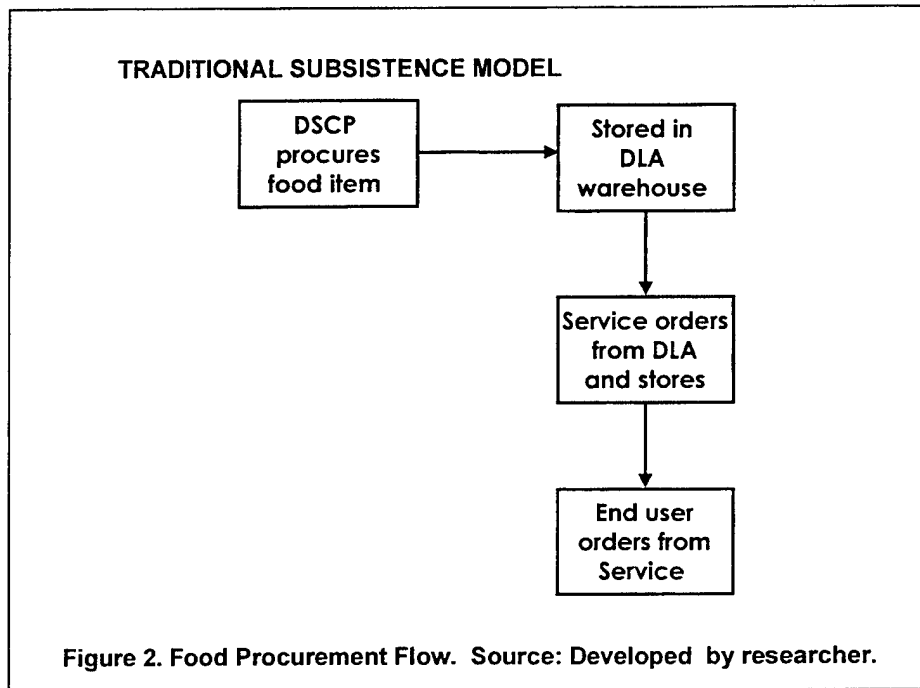 TRADITIONAL SUBSISTENCE MODEL
DSCP
procures
food item
Stored in
DLA
warehouse
Service orders
from DLA
and stores
End user
orders from
Service
Figure 2. Food Procurement Flow. Source: Developed by researcher.